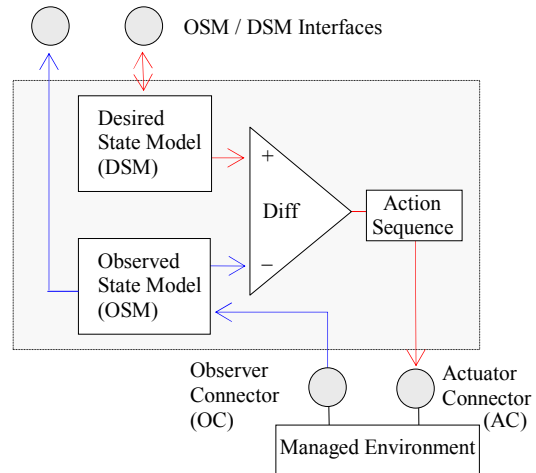 OSM / DSM Interfaces
Desired
State Model
(DSM)
+
Diff
−
Action
Sequence
Observed
State Model
(OSM)
Observer
Connector
(OC)
Actuator
Connector
(AC)
Managed Environment